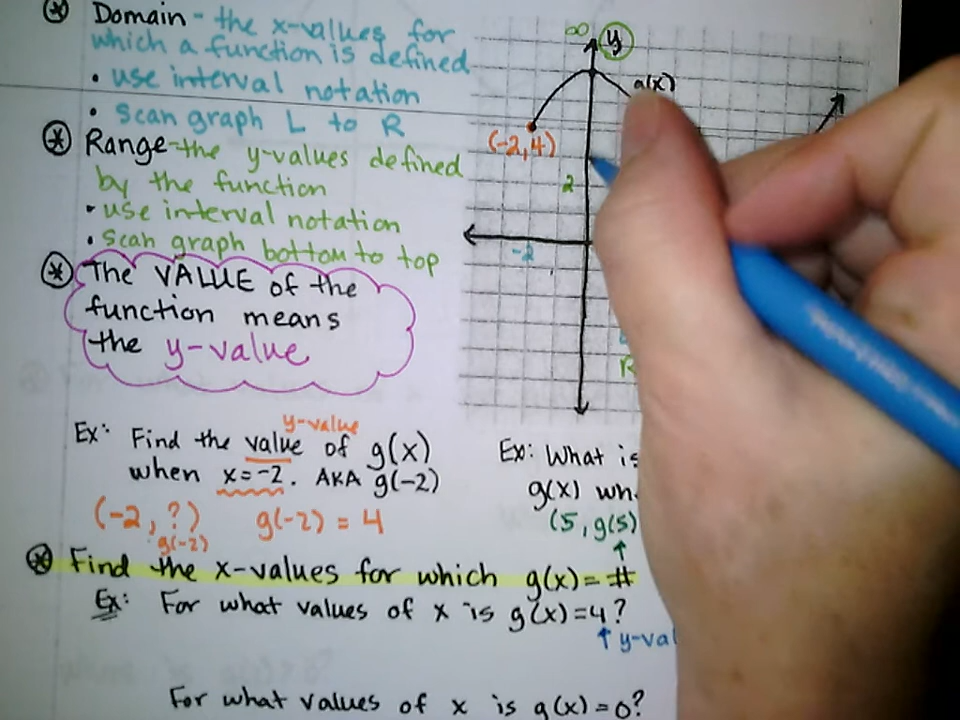 Domain - the x-values for
which a function is defined
• use interval notation
• scan graph L to R
Range - the y-values defined
by the function
• use interval notation
• scan graph bottom to top
The VALUE of the
function means
the y-value
y-value
Ex: Find the value of g(x)
when x=-2. AKA g(-2)
(-2, ?) g(-2) = 4
g(-2)
Find the x-values for which g(x)=#
Ex: For what values of x is g(x)=4?
↑ y-val
For what values of x is g(x)=0?
∞ y
g(x)
(-2,4)
2
-2
R
Ex: What is
g(x) wh
(5, g(5)
↑